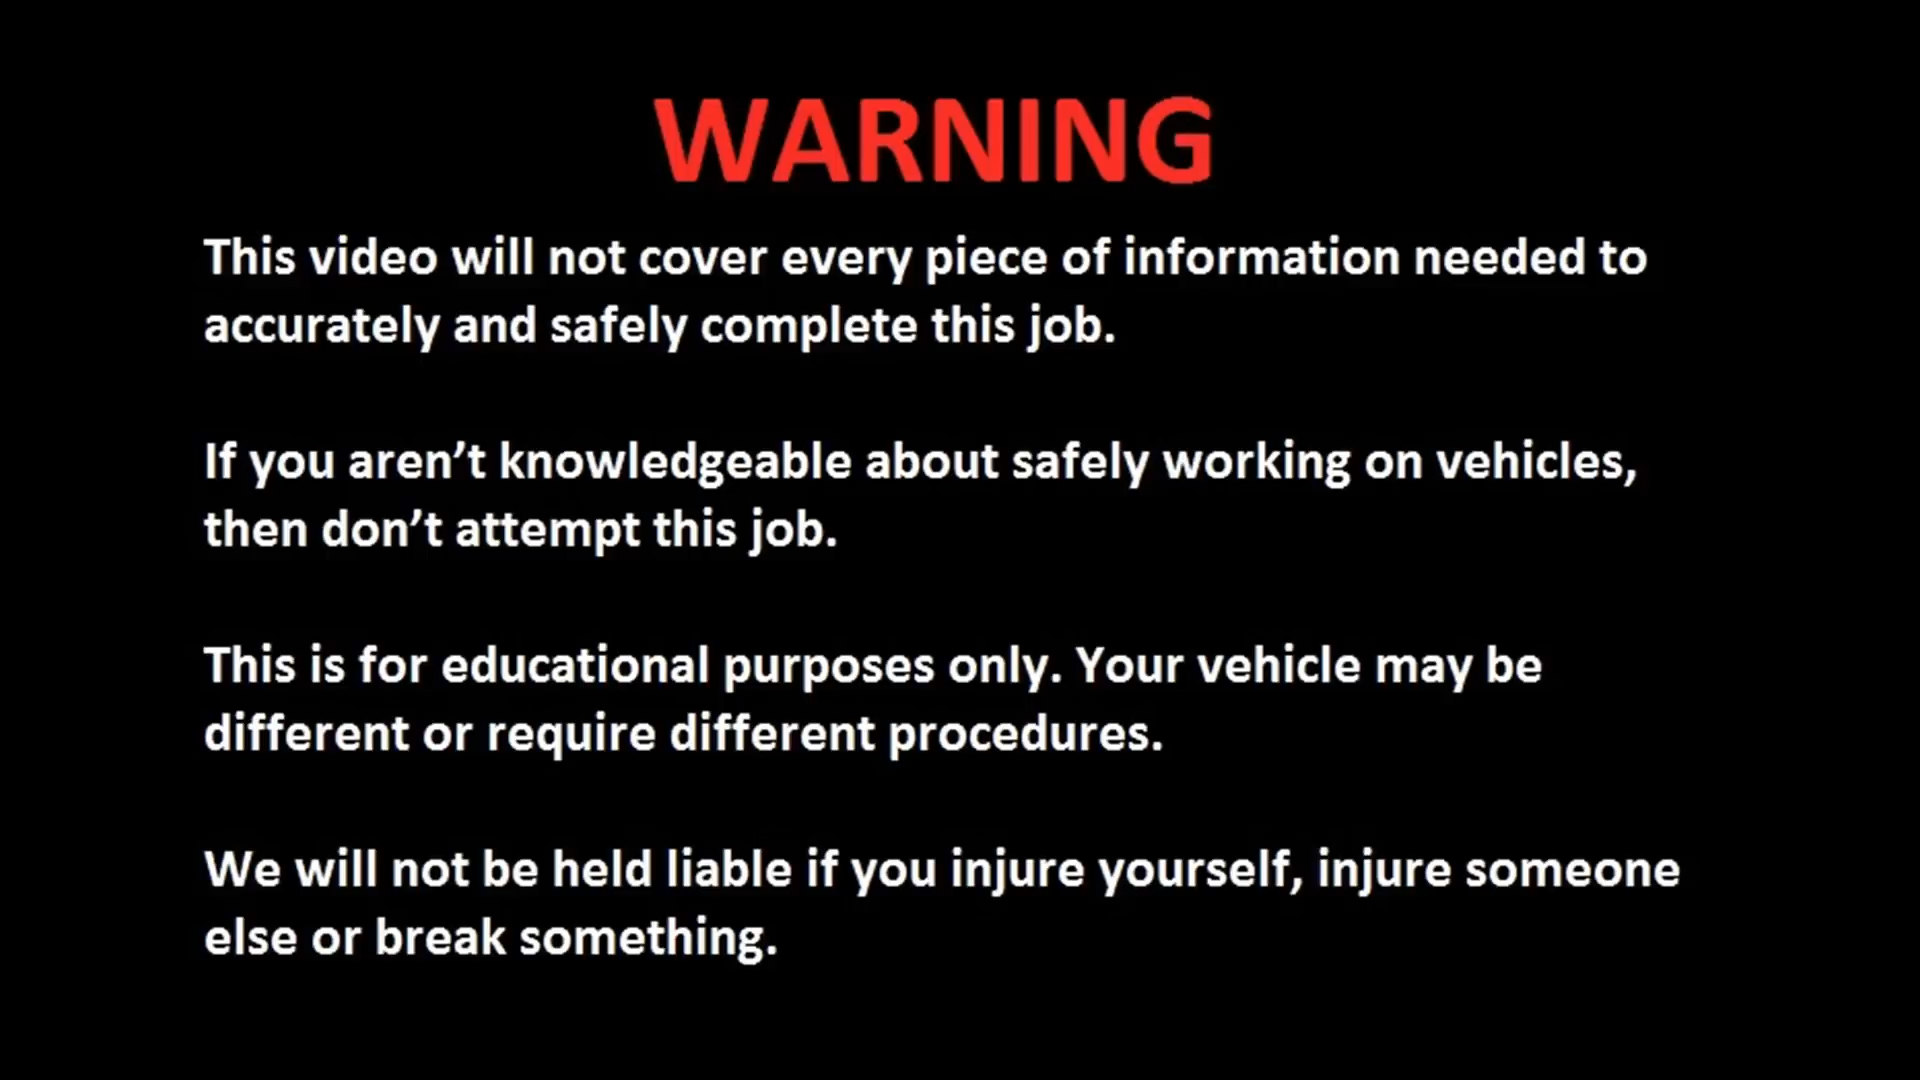 WARNING
This video will not cover every piece of information needed to
accurately and safely complete this job.
If you aren’t knowledgeable about safely working on vehicles,
then don’t attempt this job.
This is for educational purposes only. Your vehicle may be
different or require different procedures.
We will not be held liable if you injure yourself, injure someone
else or break something.